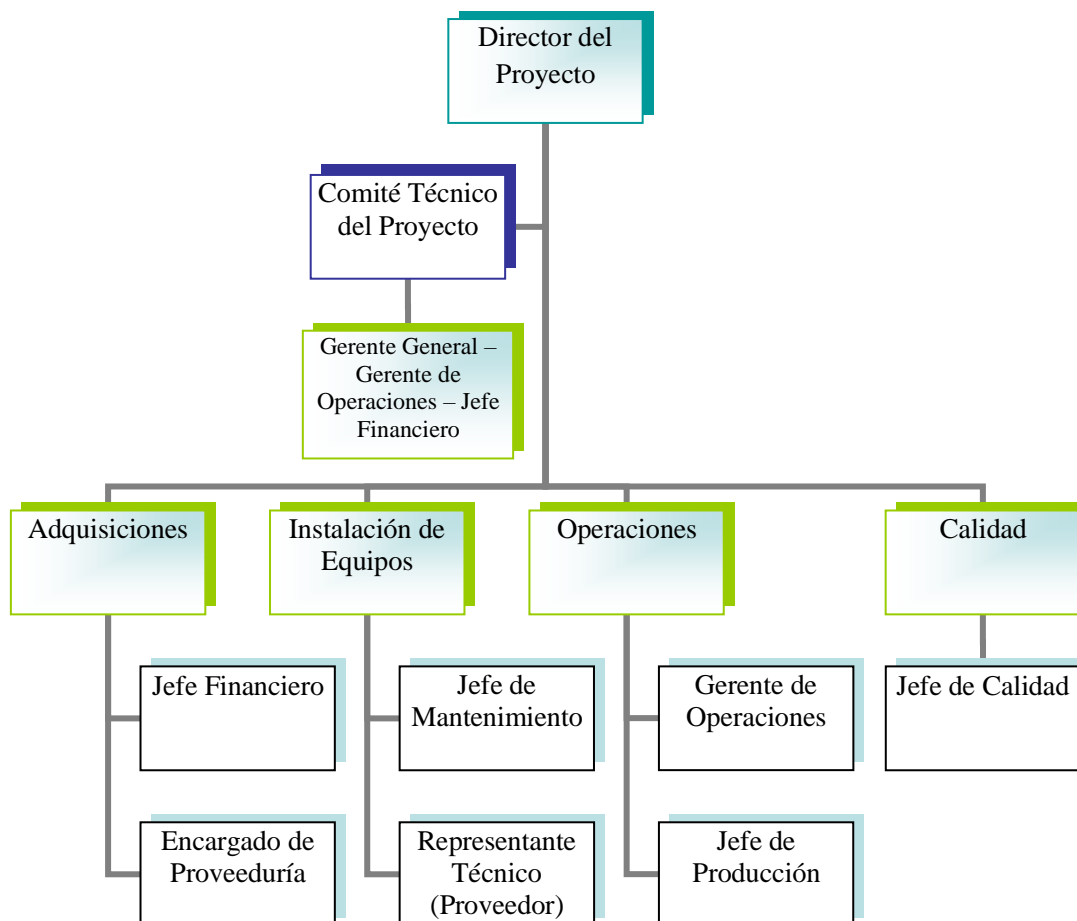 Director del
Proyecto
Comité Técnico
del Proyecto
Gerente General –
Gerente de
Operaciones – Jefe
Financiero
Adquisiciones
Instalación de
Equipos
Operaciones
Calidad
Jefe Financiero
Jefe de
Mantenimiento
Gerente de
Operaciones
Jefe de Calidad
Encargado de
Proveeduría
Representante
Técnico
(Proveedor)
Jefe de
Producción